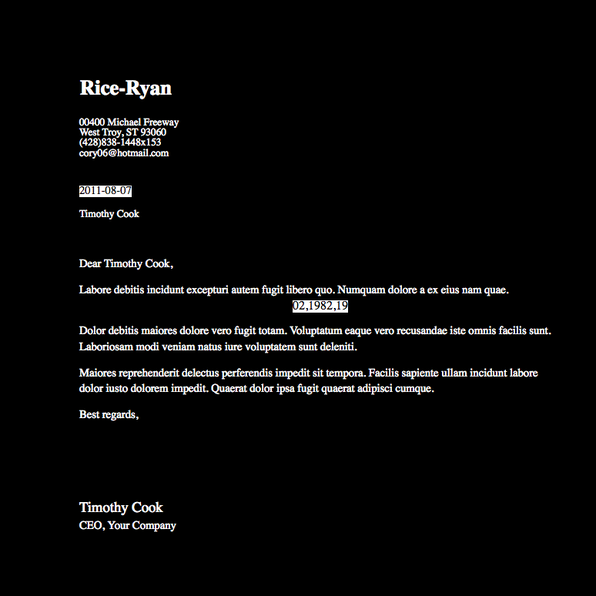 Rice-Ryan
00400 Michael Freeway
West Troy, ST 93060
(428)838-1448x153
cory06@hotmail.com
2011-08-07
Timothy Cook
Dear Timothy Cook,
Labore debitis incidunt excepturi autem fugit libero quo. Numquam dolore a ex eius nam quae.
02,1982,19
Dolor debitis maiores dolore vero fugit totam. Voluptatum eaque vero recusandae iste omnis facilis sunt.
Laboriosam modi veniam natus iure voluptatem sunt deleniti.
Maiores reprehenderit delectus perferendis impedit sit tempora. Facilis sapiente ullam incidunt labore
dolor iusto dolorem impedit. Quaerat dolor ipsa fugit quaerat adipisci cumque.
Best regards,
Timothy Cook
CEO, Your Company